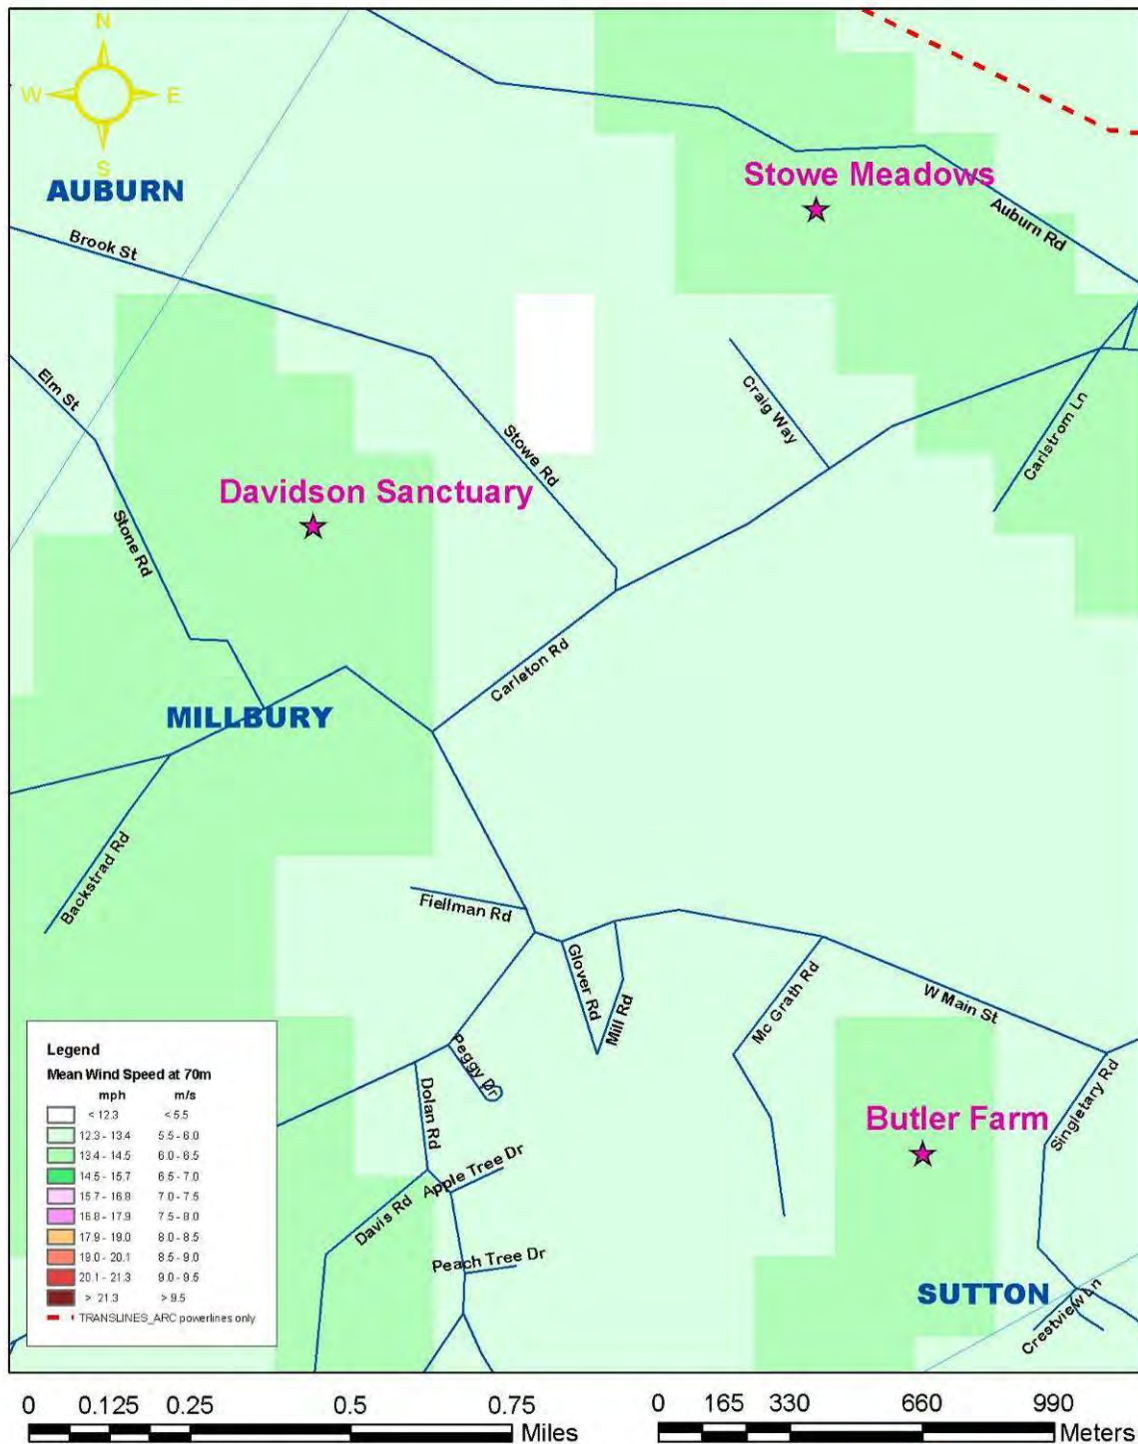 N
W E
S
AUBURN
Stowe Meadows
Auburn Rd
Brook St
Elm St
Craig Way
Carlstrom Ln
Stowe Rd
Davidson Sanctuary
Stone Rd
Carleton Rd
MILLBURY
Backstrad Rd
Fiellman Rd
Glover Rd
Mill Rd
Mc Grath Rd
W Main St
Peggy Dr
Dolan Rd
Singletary Rd
Butler Farm
Apple Tree Dr
Davis Rd
Peach Tree Dr
SUTTON
Crestview Ln
Legend
Mean Wind Speed at 70m
mph m/s
< 12.3 < 5.5
12.3 - 13.4 5.5 - 6.0
13.4 - 14.5 6.0 - 6.5
14.5 - 15.7 6.5 - 7.0
15.7 - 16.8 7.0 - 7.5
16.8 - 17.9 7.5 - 8.0
17.9 - 19.0 8.0 - 8.5
19.0 - 20.1 8.5 - 9.0
20.1 - 21.3 9.0 - 9.5
> 21.3 > 9.5
TRANSLINES_ARC powerlines only
0 0.125 0.25 0.5 0.75
Miles
0 165 330 660 990
Meters